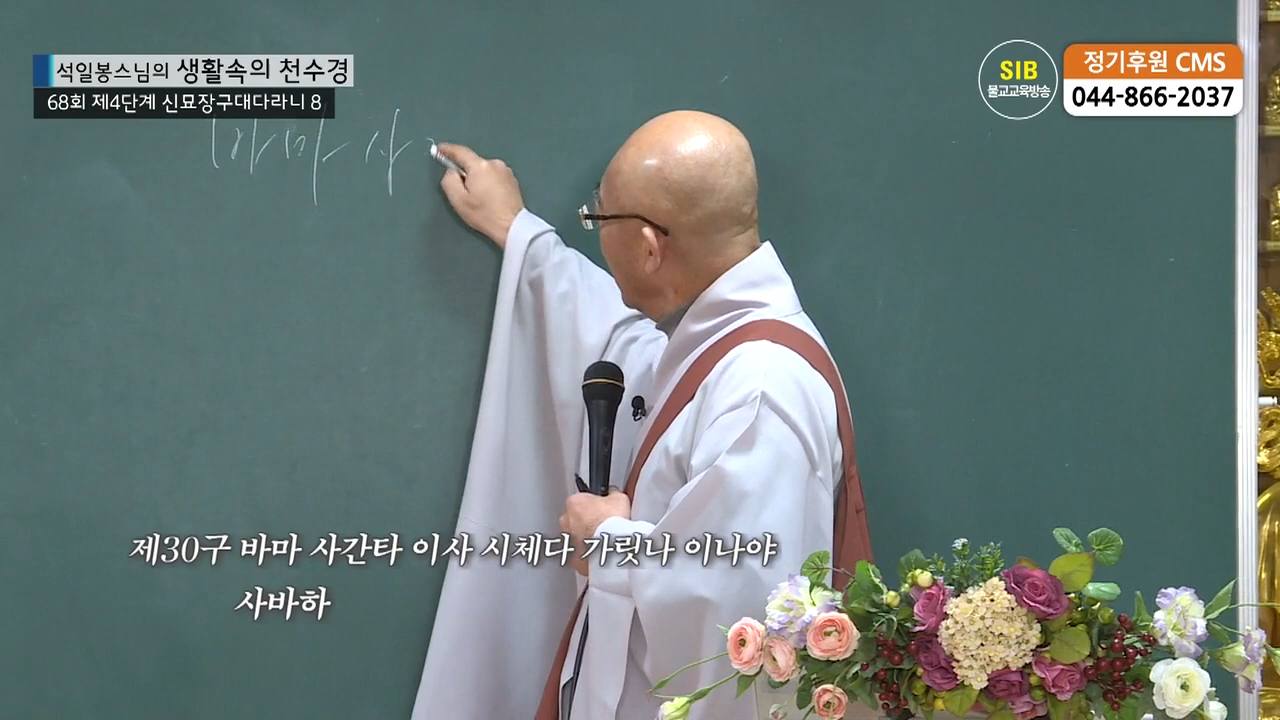 석일봉스님의 생활속의 천수경
68회 제4단계 신묘장구대다라니 8
SIB
불교교육방송
정기후원 CMS
044-866-2037
바마 사
제30구 바마 사간타 이사 시체다 가릿나 이나야
사바하